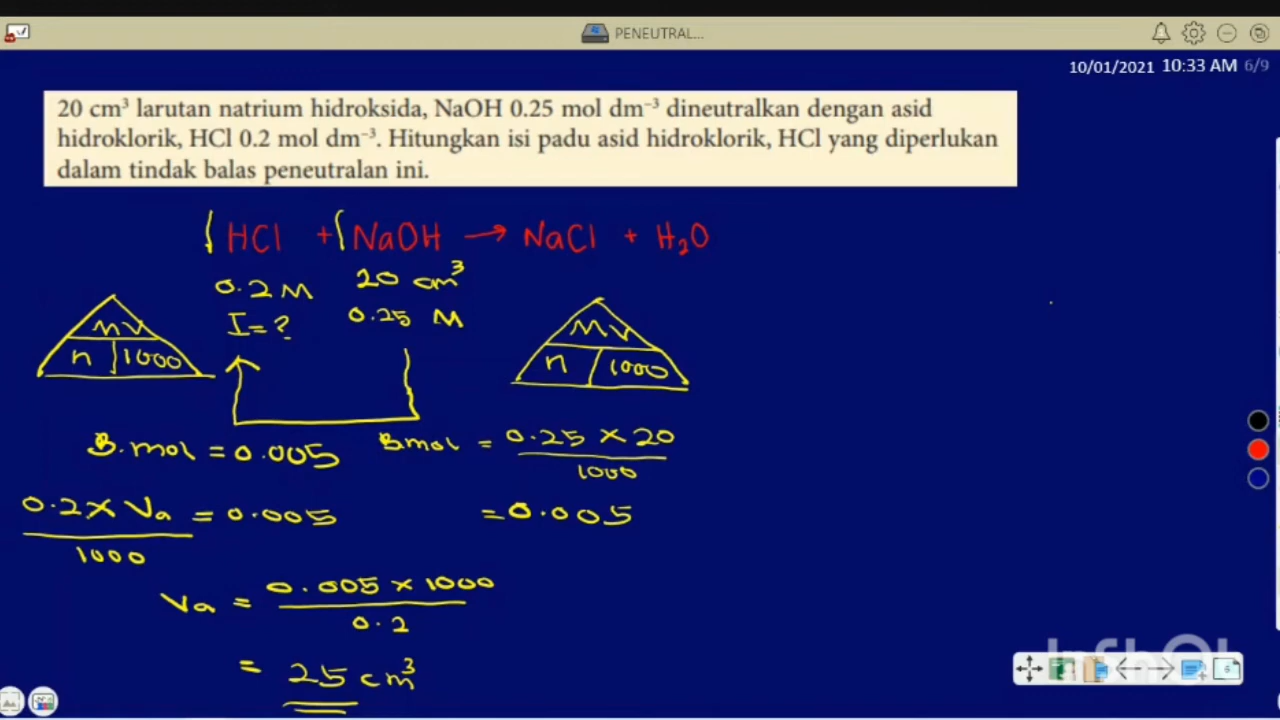 PENEUTRAL...
10/01/2021 10:33 AM 6/9
20 cm³ larutan natrium hidroksida, NaOH 0.25 mol dm⁻³ dineutralkan dengan asid
hidroklorik, HCl 0.2 mol dm⁻³. Hitungkan isi padu asid hidroklorik, HCl yang diperlukan
dalam tindak balas peneutralan ini.
1 HCl + 1 NaOH → NaCl + H₂O
0.2 M 20 cm³
I = ? 0.25 M
MV MV
n 1000 n 1000
B.mol = 0.005 B.mol = 0.25 × 20
1000
0.2 × Va = 0.005 = 0.005
1000
Va = 0.005 × 1000
0.2
= 25 cm³